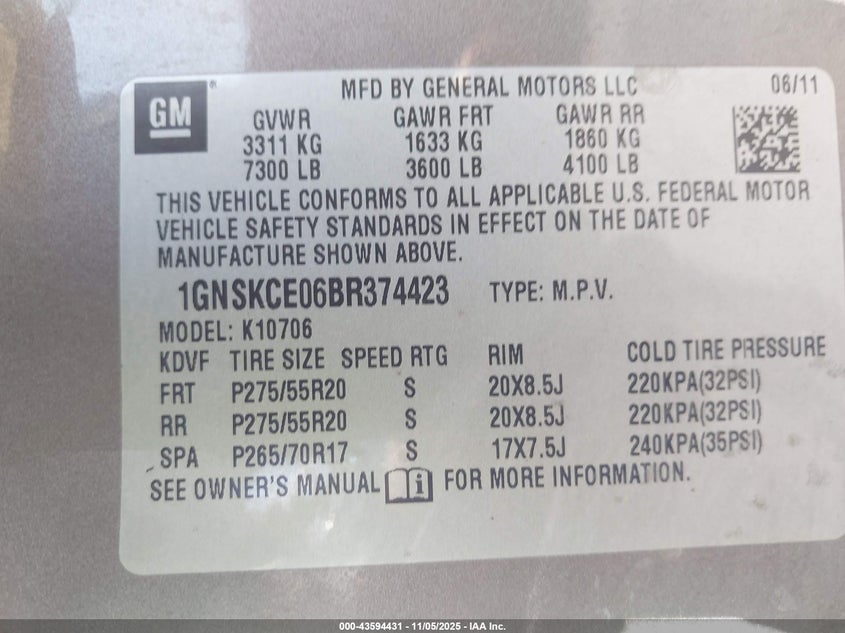 GM
MFD BY GENERAL MOTORS LLC 06/11
GVWR GAWR FRT GAWR RR
3311 KG 1633 KG 1860 KG
7300 LB 3600 LB 4100 LB
THIS VEHICLE CONFORMS TO ALL APPLICABLE U.S. FEDERAL MOTOR
VEHICLE SAFETY STANDARDS IN EFFECT ON THE DATE OF
MANUFACTURE SHOWN ABOVE.
1GNSKCE06BR374423 TYPE: M.P.V.
MODEL: K10706
KDVF TIRE SIZE SPEED RTG RIM COLD TIRE PRESSURE
FRT P275/55R20 S 20X8.5J 220KPA(32PSI)
RR P275/55R20 S 20X8.5J 220KPA(32PSI)
SPA P265/70R17 S 17X7.5J 240KPA(35PSI)
SEE OWNER'S MANUAL i FOR MORE INFORMATION.
000-43594431 - 11/05/2025 - IAA Inc.